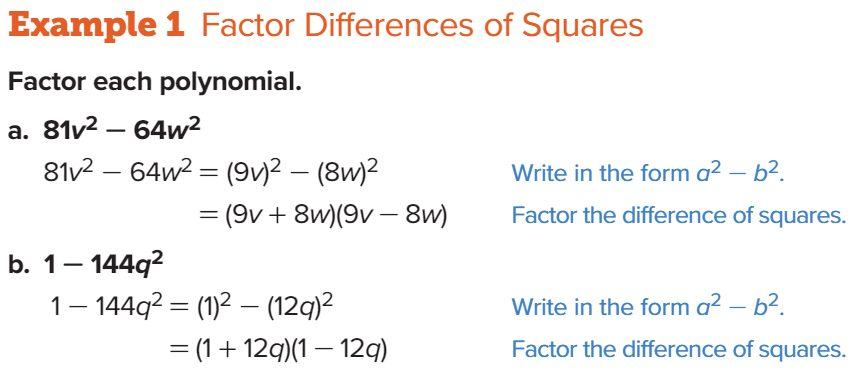 Example 1 Factor Differences of Squares
Factor each polynomial.
a. 81v² – 64w²
81v² – 64w² = (9v)² – (8w)² Write in the form a² – b².
= (9v + 8w)(9v – 8w) Factor the difference of squares.
b. 1 – 144q²
1 – 144q² = (1)² – (12q)² Write in the form a² – b².
= (1 + 12q)(1 – 12q) Factor the difference of squares.